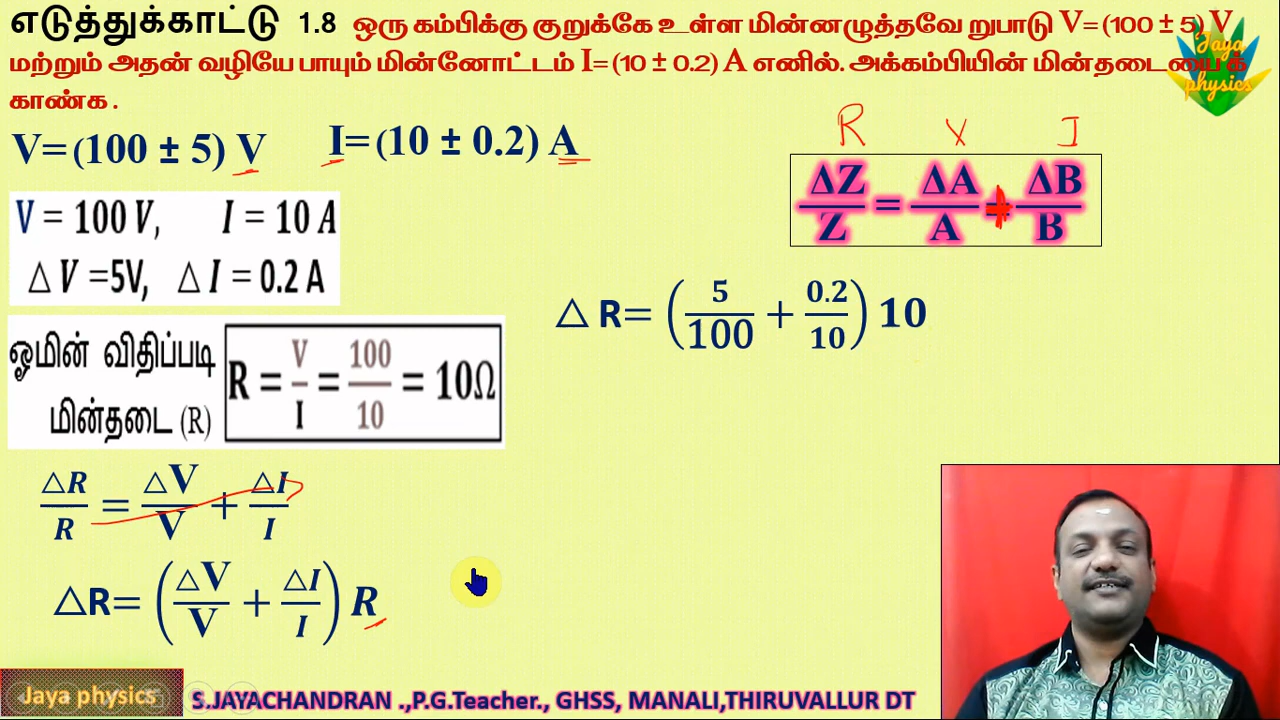 எடுத்துக்காட்டு 1.8 ஒரு கம்பிக்கு குறுக்கே உள்ள மின்னழுத்தவே றுபாடு V= (100 ± 5) V
மற்றும் அதன் வழியே பாயும் மின்னோட்டம் I= (10 ± 0.2) A எனில். அக்கம்பியின் மின்தடையை க்
காண்க .
Jaya
physics
V= (100 ± 5) V I= (10 ± 0.2) A
R V I
ΔZ/Z = ΔA/A + ΔB/B
V = 100 V, I = 10 A
△ V =5V, △ I = 0.2 A
△ R= (5/100 + 0.2/10) 10
ஓமின் விதிப்படி
மின்தடை (R)
R = V/I = 100/10 = 10Ω
△R/R = △V/V + △I/I
△R= (△V/V + △I/I) R
Jaya physics
S.JAYACHANDRAN .,P.G.Teacher., GHSS, MANALI,THIRUVALLUR DT